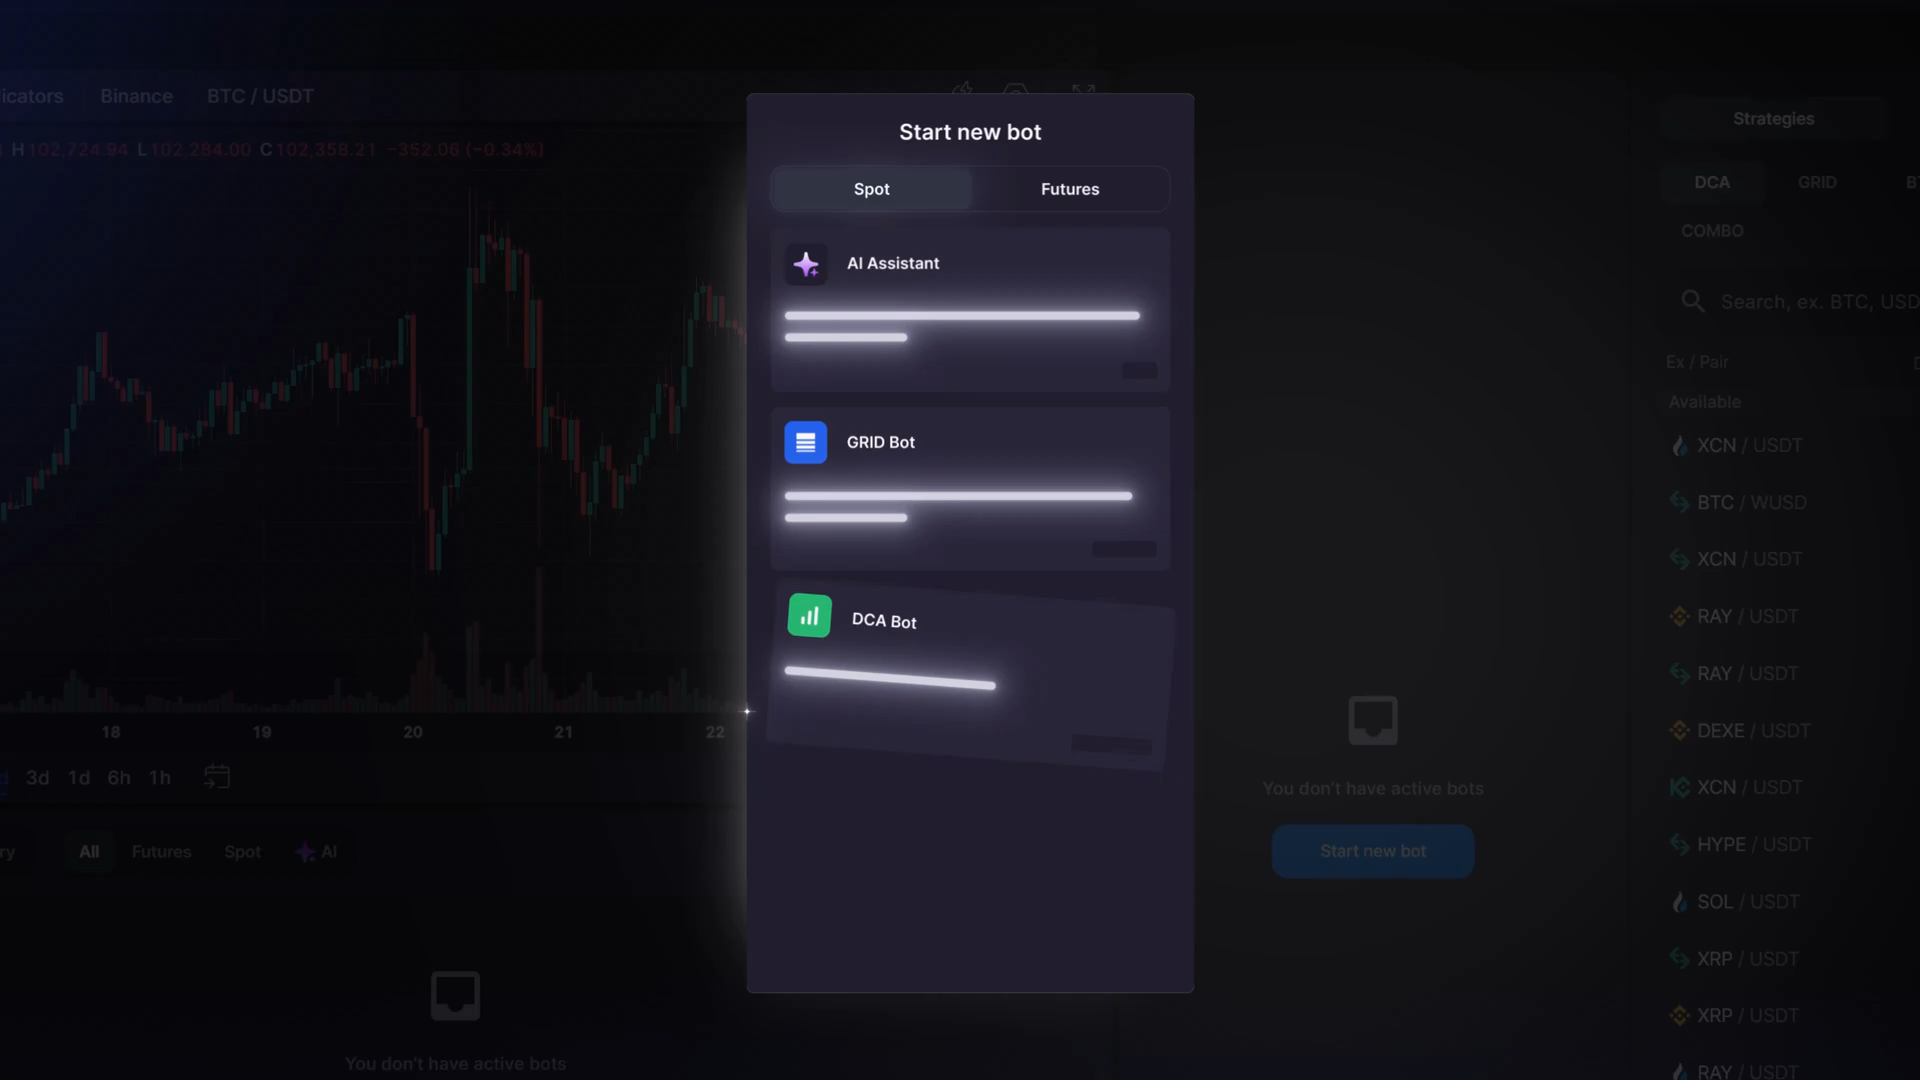 icators Binance BTC / USDT
H102,724.94 L102,284.00 C102,358.21 −352.06 (−0.34%)
18 19 20 21 22
3d 1d 6h 1h
ry All Futures Spot AI
You don't have active bots
Start new bot
Spot Futures
AI Assistant
GRID Bot
DCA Bot
You don't have active bots
Start new bot
Strategies
DCA GRID
COMBO
Search, ex. BTC, USD
Ex / Pair
Available
XCN / USDT
BTC / WUSD
XCN / USDT
RAY / USDT
RAY / USDT
DEXE / USDT
XCN / USDT
HYPE / USDT
SOL / USDT
XRP / USDT
XRP / USDT
RAY / USDT